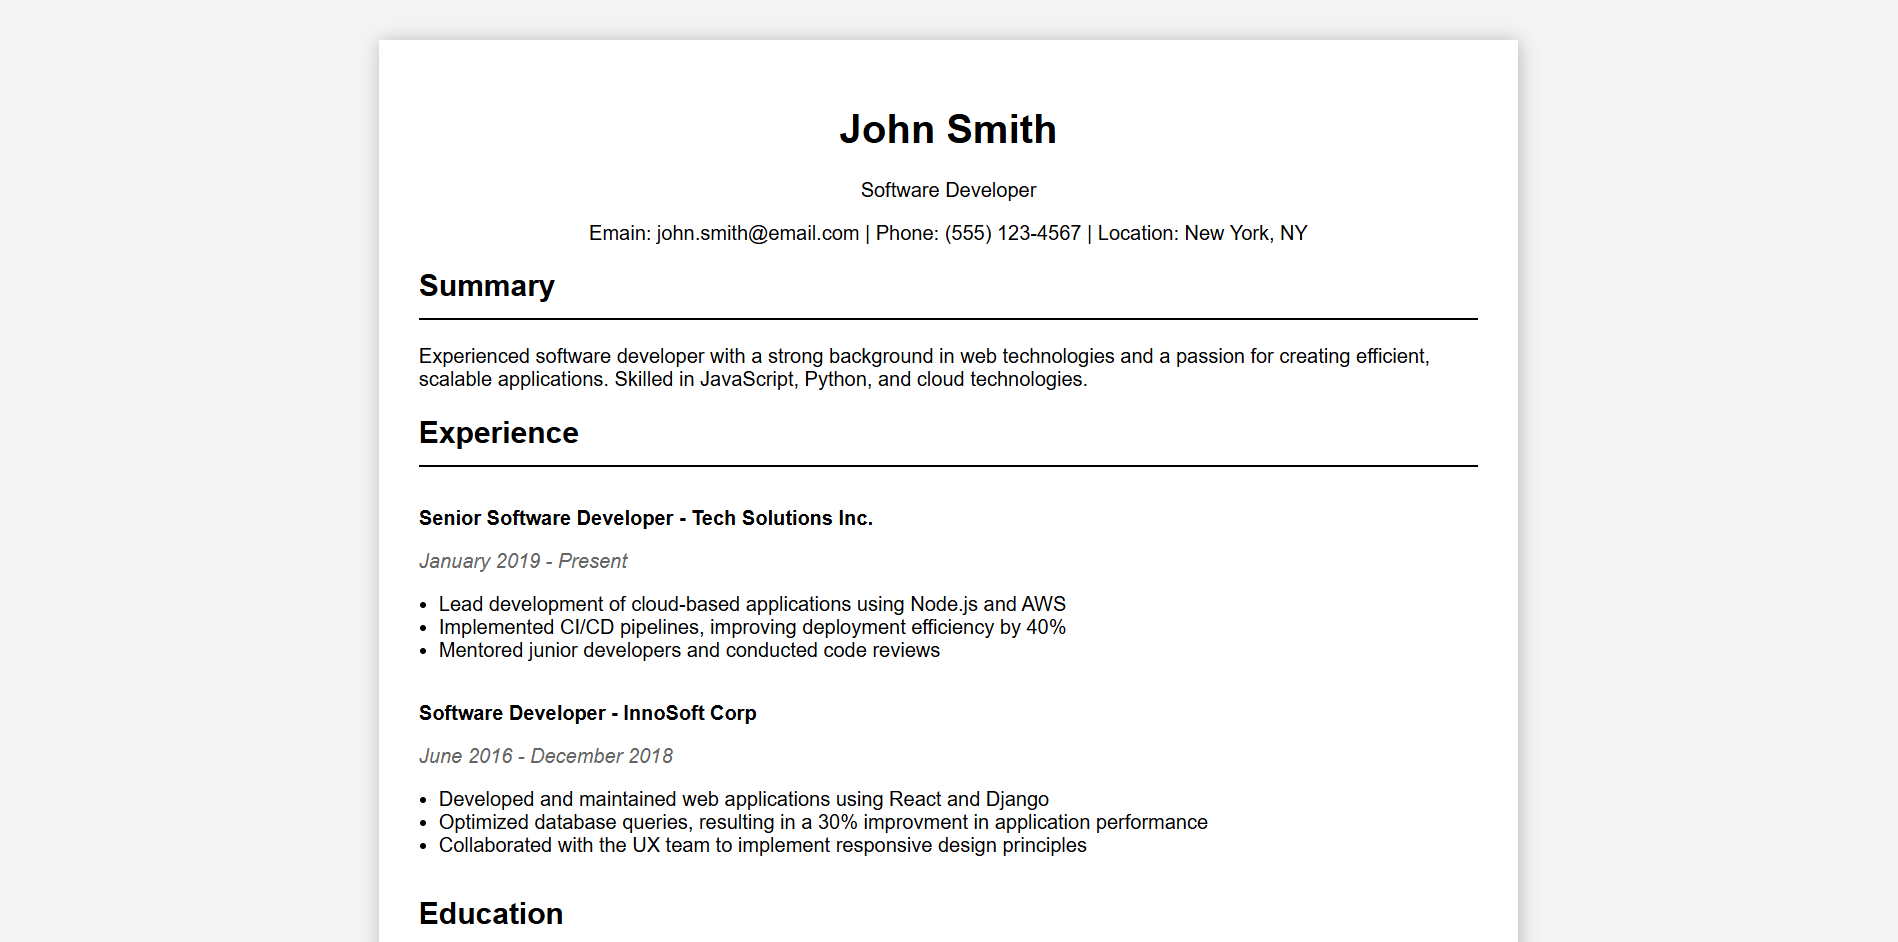 John Smith
Software Developer
Emain: john.smith@email.com | Phone: (555) 123-4567 | Location: New York, NY
Summary
Experienced software developer with a strong background in web technologies and a passion for creating efficient,
scalable applications. Skilled in JavaScript, Python, and cloud technologies.
Experience
Senior Software Developer - Tech Solutions Inc.
January 2019 - Present
• Lead development of cloud-based applications using Node.js and AWS
• Implemented CI/CD pipelines, improving deployment efficiency by 40%
• Mentored junior developers and conducted code reviews
Software Developer - InnoSoft Corp
June 2016 - December 2018
• Developed and maintained web applications using React and Django
• Optimized database queries, resulting in a 30% improvment in application performance
• Collaborated with the UX team to implement responsive design principles
Education